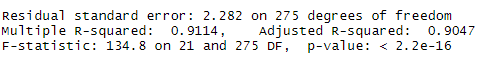 Residual standard error: 2.282 on 275 degrees of freedom
Multiple R-squared:  0.9114,    Adjusted R-squared:  0.9047
F-statistic: 134.8 on 21 and 275 DF,  p-value: < 2.2e-16